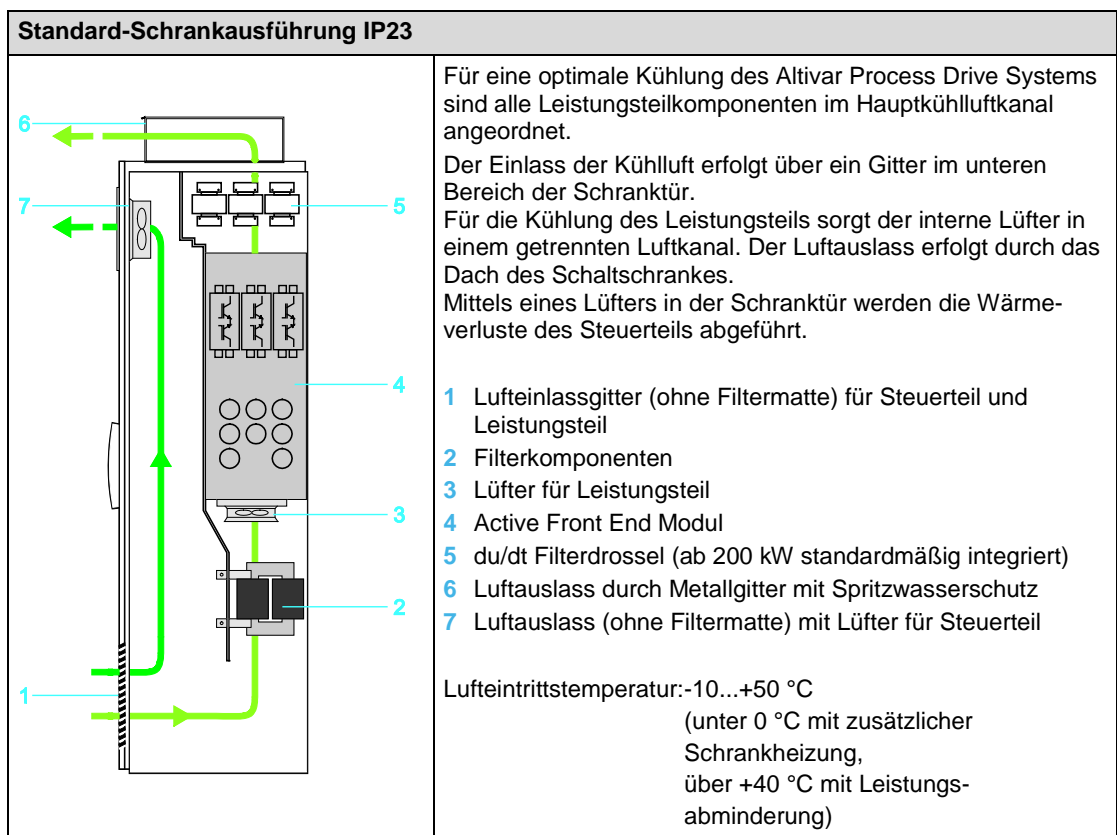 Standard-Schrankausführung IP23
6
7
5
4
3
2
1
Für eine optimale Kühlung des Altivar Process Drive Systems
sind alle Leistungsteilkomponenten im Hauptkühlluftkanal
angeordnet.
Der Einlass der Kühlluft erfolgt über ein Gitter im unteren
Bereich der Schranktür.
Für die Kühlung des Leistungsteils sorgt der interne Lüfter in
einem getrennten Luftkanal. Der Luftauslass erfolgt durch das
Dach des Schaltschrankes.
Mittels eines Lüfters in der Schranktür werden die Wärme-
verluste des Steuerteils abgeführt.
1 Lufteinlassgitter (ohne Filtermatte) für Steuerteil und
Leistungsteil
2 Filterkomponenten
3 Lüfter für Leistungsteil
4 Active Front End Modul
5 du/dt Filterdrossel (ab 200 kW standardmäßig integriert)
6 Luftauslass durch Metallgitter mit Spritzwasserschutz
7 Luftauslass (ohne Filtermatte) mit Lüfter für Steuerteil
Lufteintrittstemperatur:-10...+50 °C
(unter 0 °C mit zusätzlicher
Schrankheizung,
über +40 °C mit Leistungs-
abminderung)